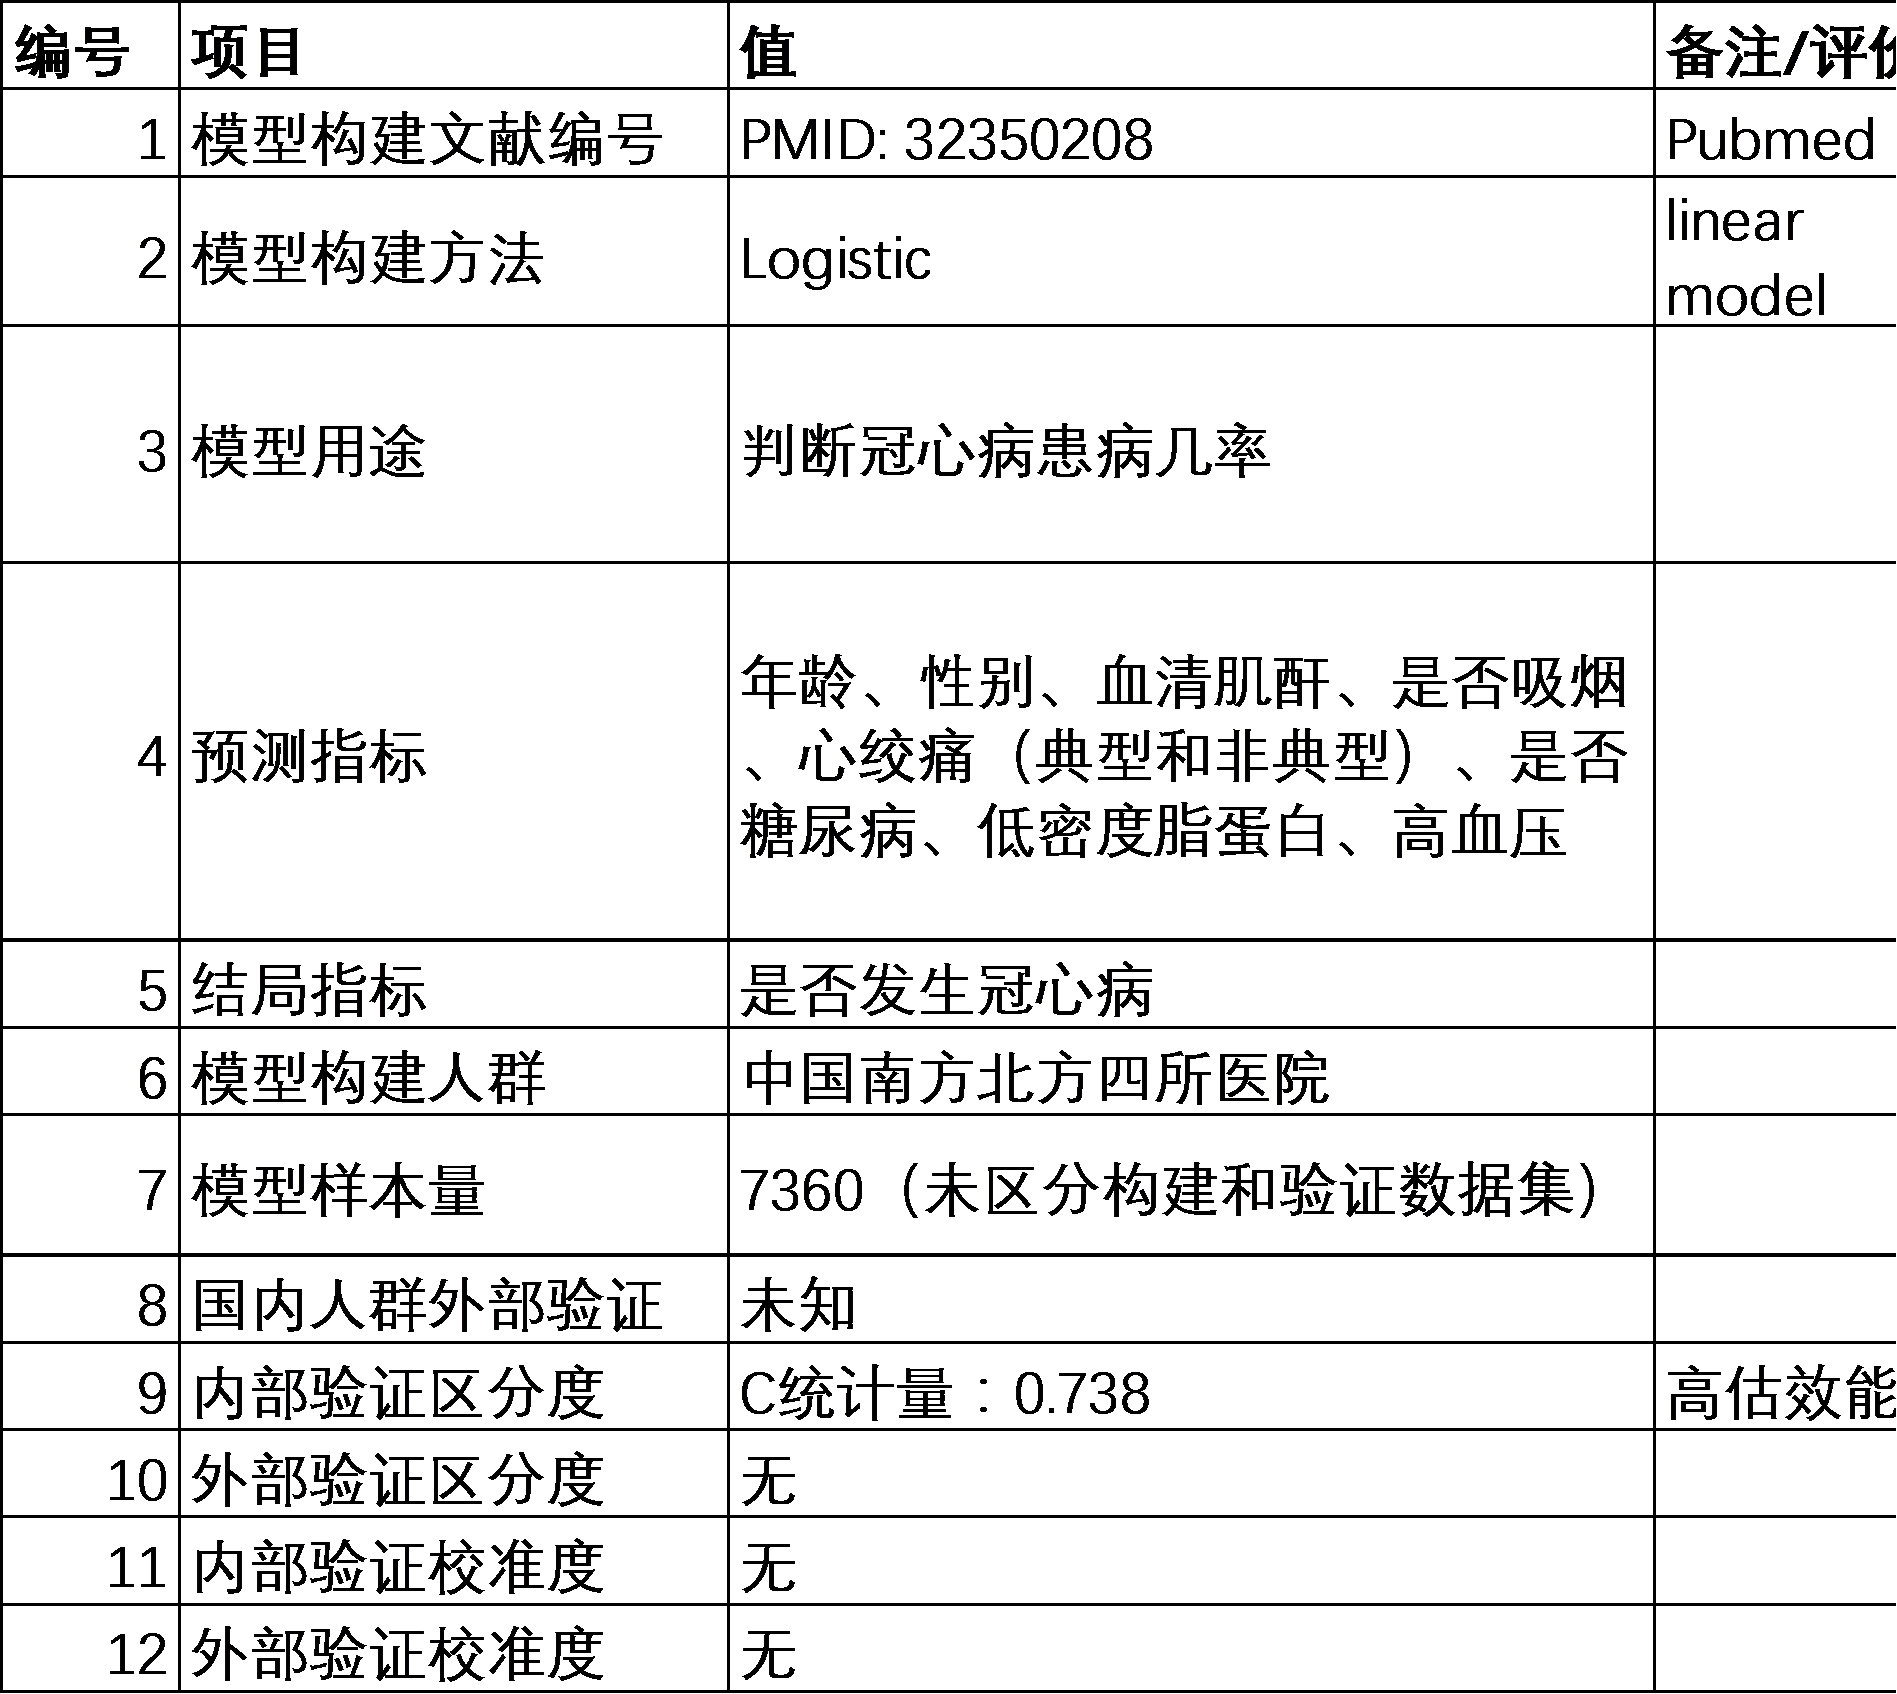 编号 项目 值 备注/评价
1 模型构建文献编号 PMID: 32350208 Pubmed
2 模型构建方法 Logistic linear
model
3 模型用途 判断冠心病患病几率
4 预测指标 年龄、性别、血清肌酐、是否吸烟
、心绞痛（典型和非典型）、是否
糖尿病、低密度脂蛋白、高血压
5 结局指标 是否发生冠心病
6 模型构建人群 中国南方北方四所医院
7 模型样本量 7360（未区分构建和验证数据集）
8 国内人群外部验证 未知
9 内部验证区分度 C统计量：0.738 高估效能
10 外部验证区分度 无
11 内部验证校准度 无
12 外部验证校准度 无